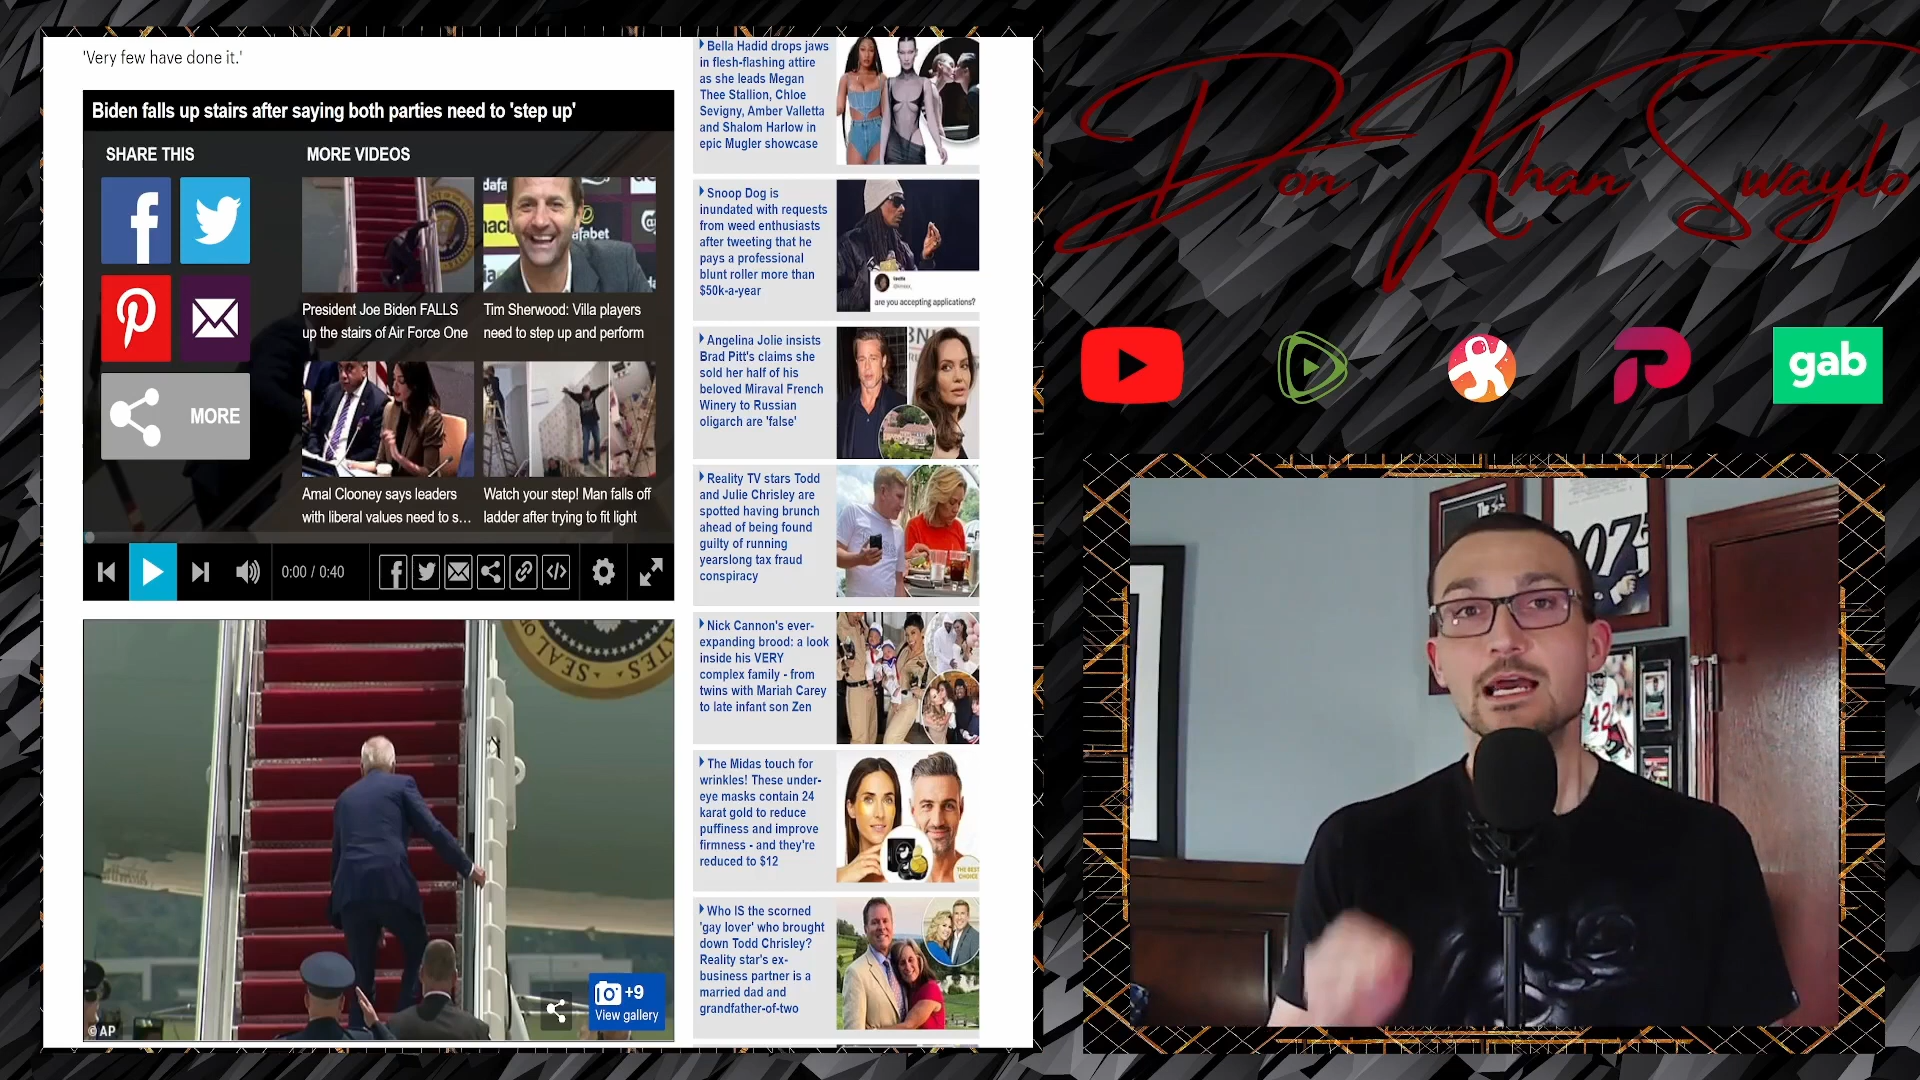 'Very few have done it.'
Biden falls up stairs after saying both parties need to 'step up'
SHARE THIS
MORE VIDEOS
MORE
President Joe Biden FALLS
up the stairs of Air Force One
Tim Sherwood: Villa players
need to step up and perform
Amal Clooney says leaders
with liberal values need to s...
Watch your step! Man falls off
ladder after trying to fit light
0:00 / 0:40
© AP
+9
View gallery
Bella Hadid drops jaws
in flesh-flashing attire
as she leads Megan
Thee Stallion, Chloe
Sevigny, Amber Valletta
and Shalom Harlow in
epic Mugler showcase
Snoop Dog is
inundated with requests
from weed enthusiasts
after tweeting that he
pays a professional
blunt roller more than
$50k-a-year
are you accepting applications?
Angelina Jolie insists
Brad Pitt's claims she
sold her half of his
beloved Miraval French
Winery to Russian
oligarch are 'false'
Reality TV stars Todd
and Julie Chrisley are
spotted having brunch
ahead of being found
guilty of running
yearslong tax fraud
conspiracy
Nick Cannon's ever-
expanding brood: a look
inside his VERY
complex family - from
twins with Mariah Carey
to late infant son Zen
The Midas touch for
wrinkles! These under-
eye masks contain 24
karat gold to reduce
puffiness and improve
firmness - and they're
reduced to $12
THE BEST
CHOICE
Who IS the scorned
'gay lover' who brought
down Todd Chrisley?
Reality star's ex-
business partner is a
married dad and
grandfather-of-two
Don Khan Swaylo
gab
007
42